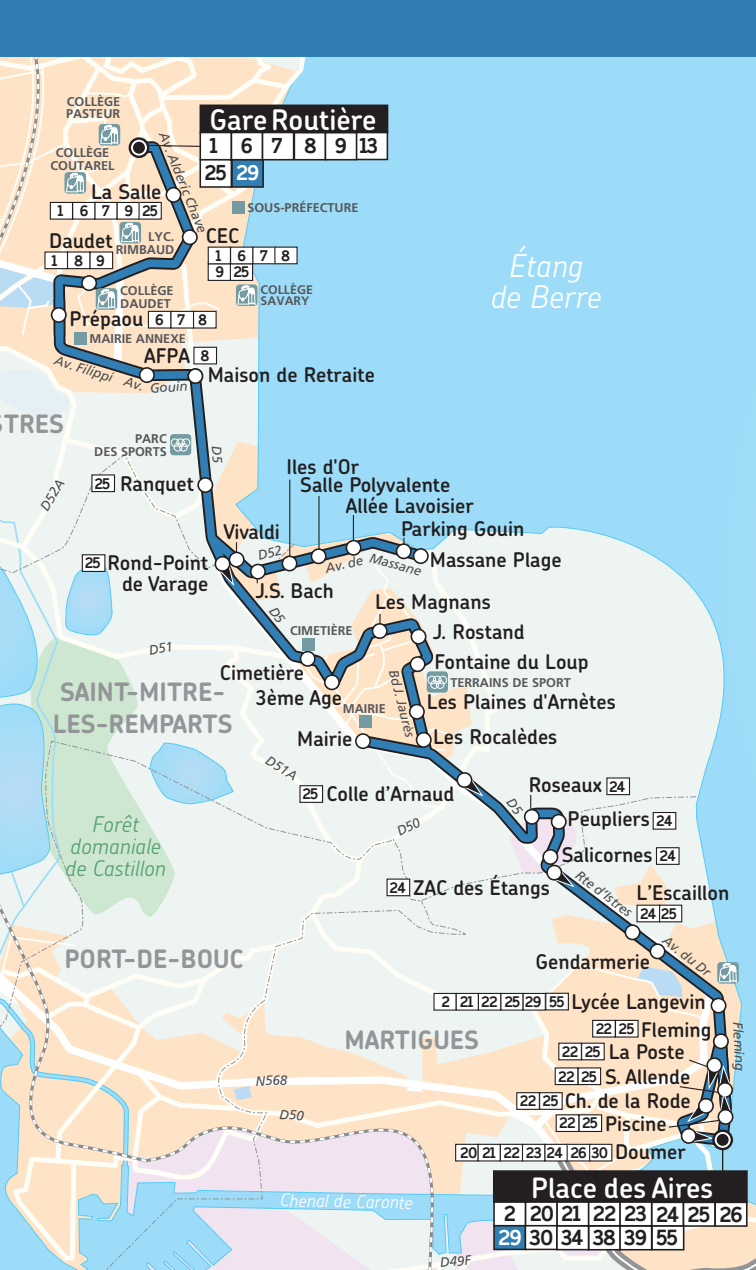 COLLÈGE
PASTEUR
Gare Routière
1 6 7 8 9 13
25 29
COLLÈGE
COUTAREL
Av. Alderic Chave
La Salle
1 6 7 9 25
SOUS-PRÉFECTURE
Daudet
1 8 9
LYC.
RIMBAUD
CEC
1 6 7 8
9 25
COLLÈGE
SAVARY
COLLÈGE
DAUDET
Étang
de Berre
Prépaou 6 7 8
MAIRIE ANNEXE
AFPA 8
Av. Filippi
Av. Gouin
Maison de Retraite
STRES
PARC
DES SPORTS
D5
D52A
25 Ranquet
Iles d'Or
Salle Polyvalente
Allée Lavoisier
Vivaldi
Parking Gouin
D52
25 Rond-Point
de Varage
Av. de Massane
Massane Plage
J.S. Bach
D5
Les Magnans
CIMETIÈRE
J. Rostand
D51
Cimetière
Fontaine du Loup
TERRAINS DE SPORT
SAINT-MITRE-
LES-REMPARTS
3ème Age
Bd J. Jaurès
Les Plaines d'Arnètes
MAIRIE
Mairie
Les Rocalèdes
D51A
25 Colle d’Arnaud
Roseaux 24
D5
Peupliers 24
Forêt
domaniale
de Castillon
D50
Salicornes 24
24 ZAC des Étangs
Rte d’Istres
L’Escaillon
24 25
Gendarmerie
Av. du Dr
Fleming
PORT-DE-BOUC
2 21 22 25 29 55 Lycée Langevin
22 25 Fleming
MARTIGUES
22 25 La Poste
22 25 S. Allende
N568
22 25 Ch. de la Rode
D50
22 25 Piscine
20 21 22 23 24 26 30 Doumer
Place des Aires
2 20 21 22 23 24 25 26
29 30 34 38 39 55
Chenal de Caronte
D49F